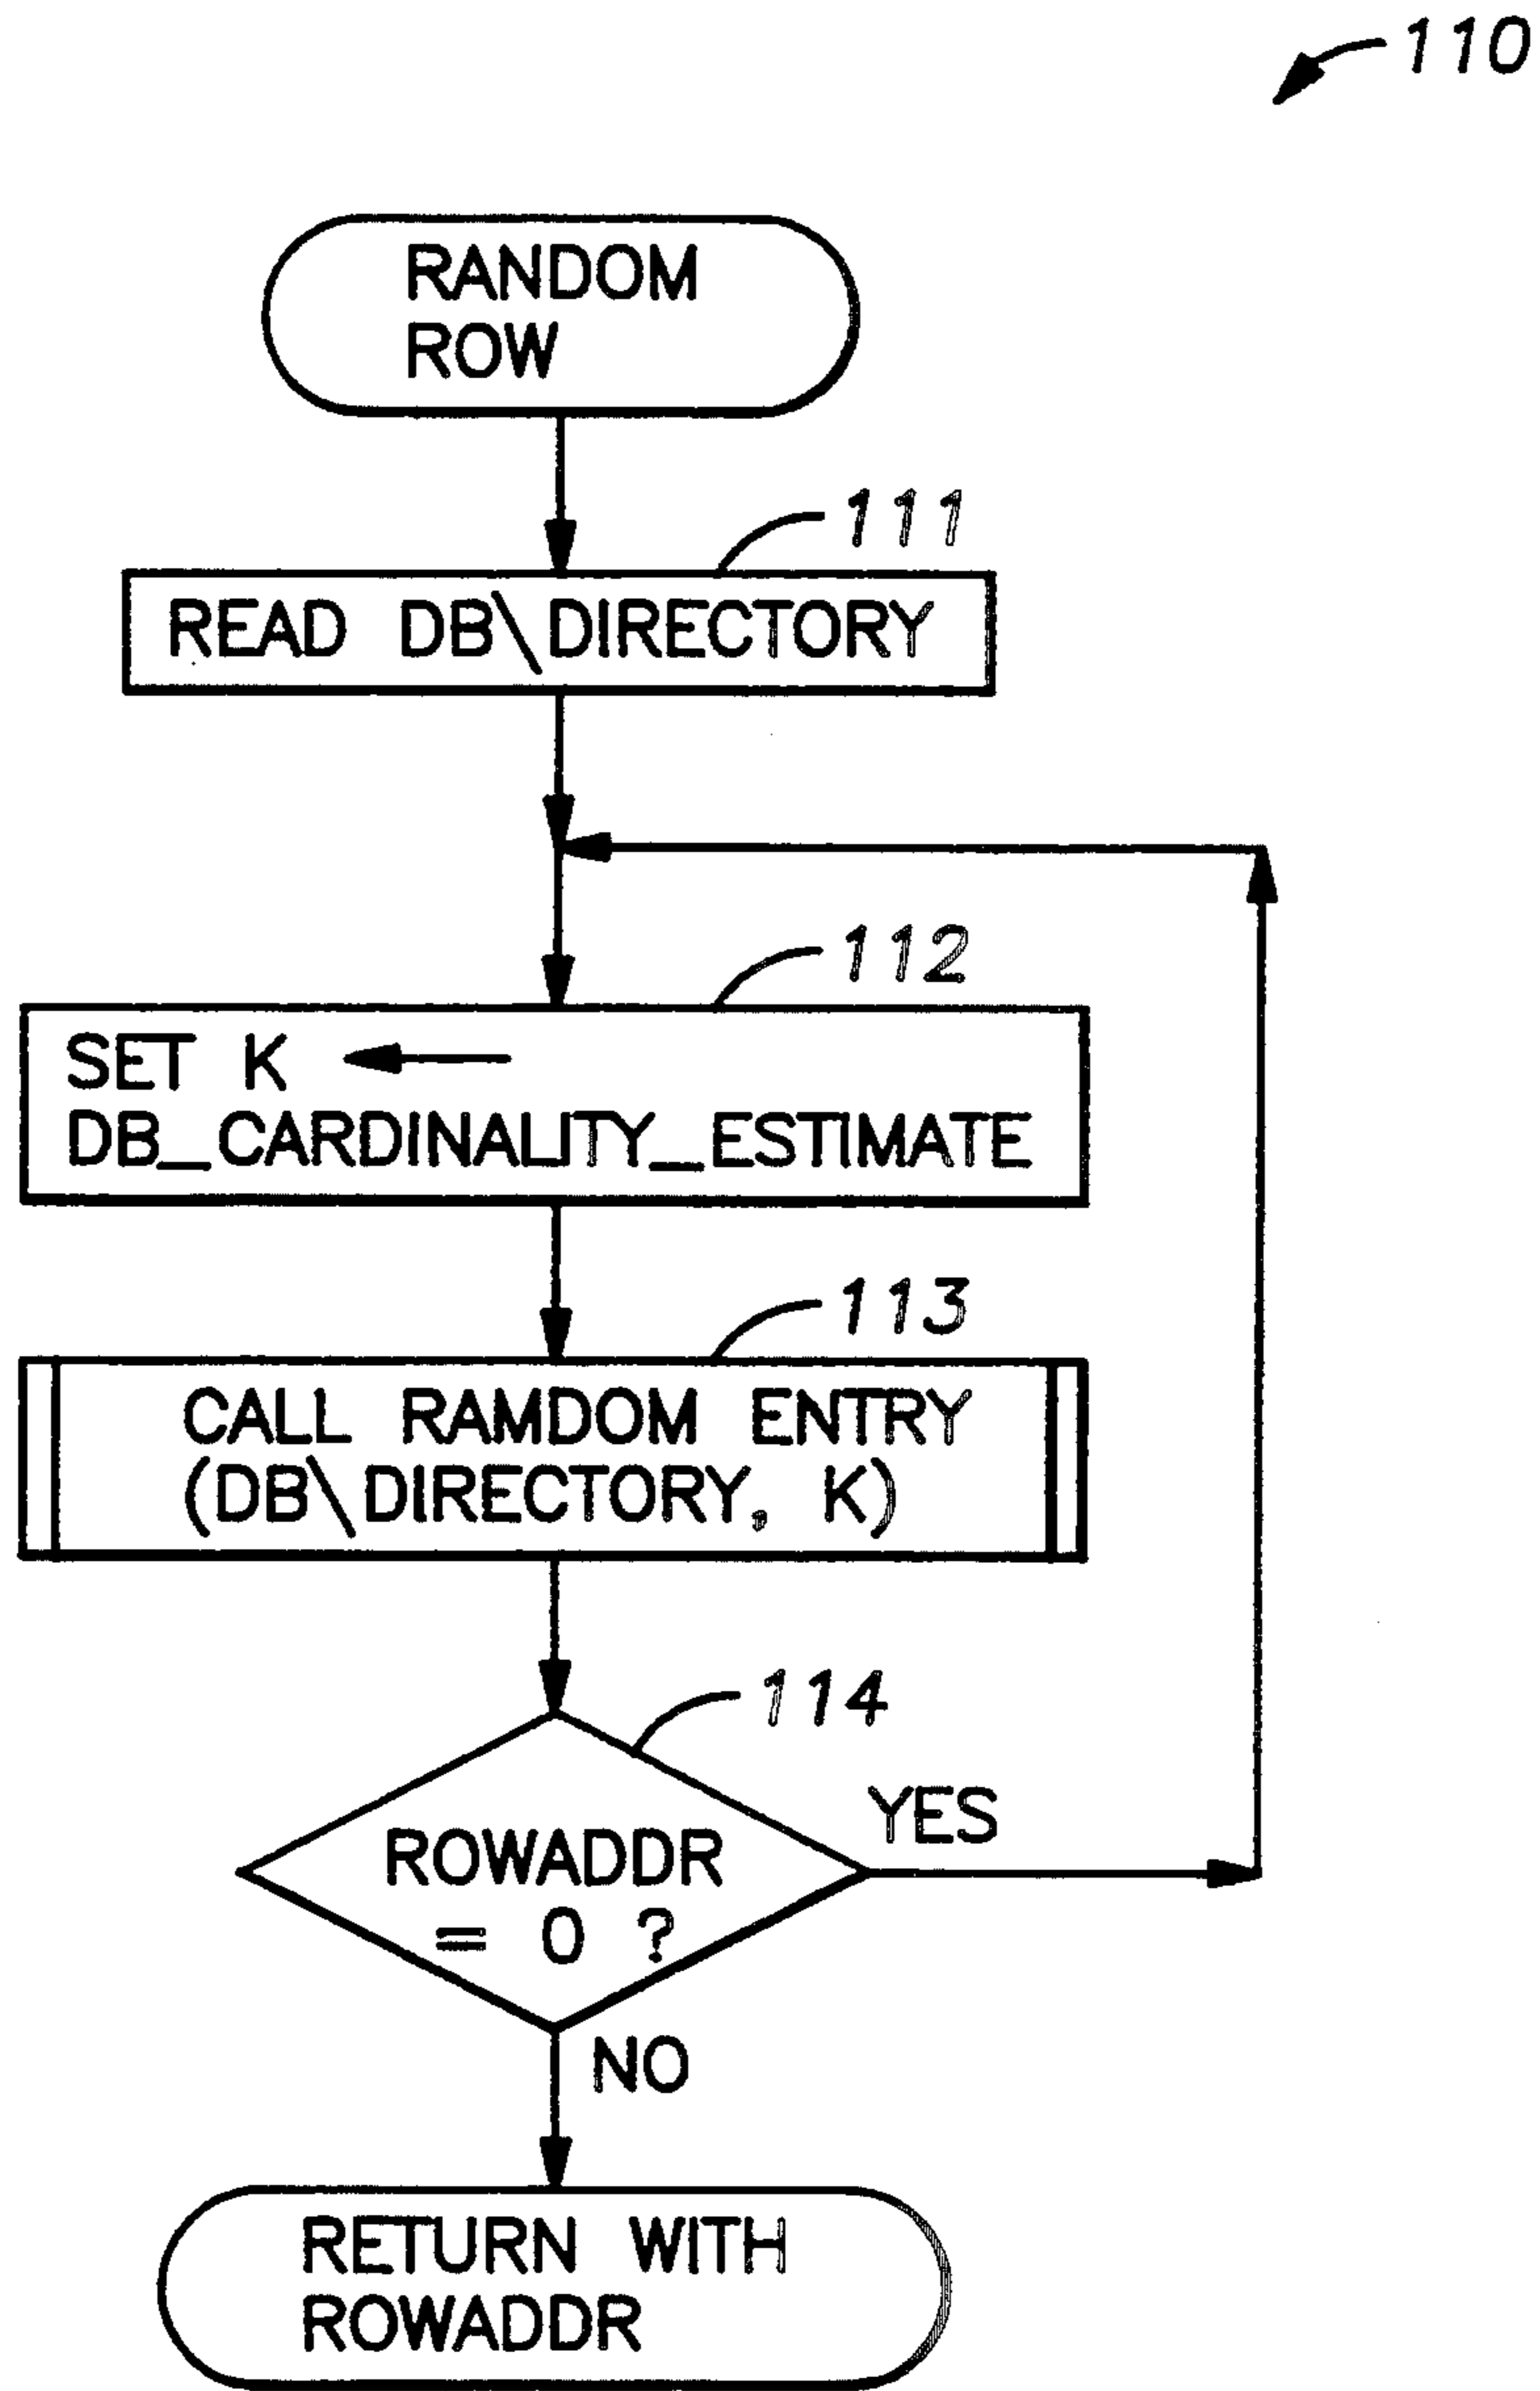 110
RANDOM
ROW
111
READ DB\DIRECTORY
112
SET K
DB_CARDINALITY_ESTIMATE
113
CALL RAMDOM ENTRY
(DB\DIRECTORY, K)
114
ROWADDR
= 0 ?
YES
NO
RETURN WITH
ROWADDR